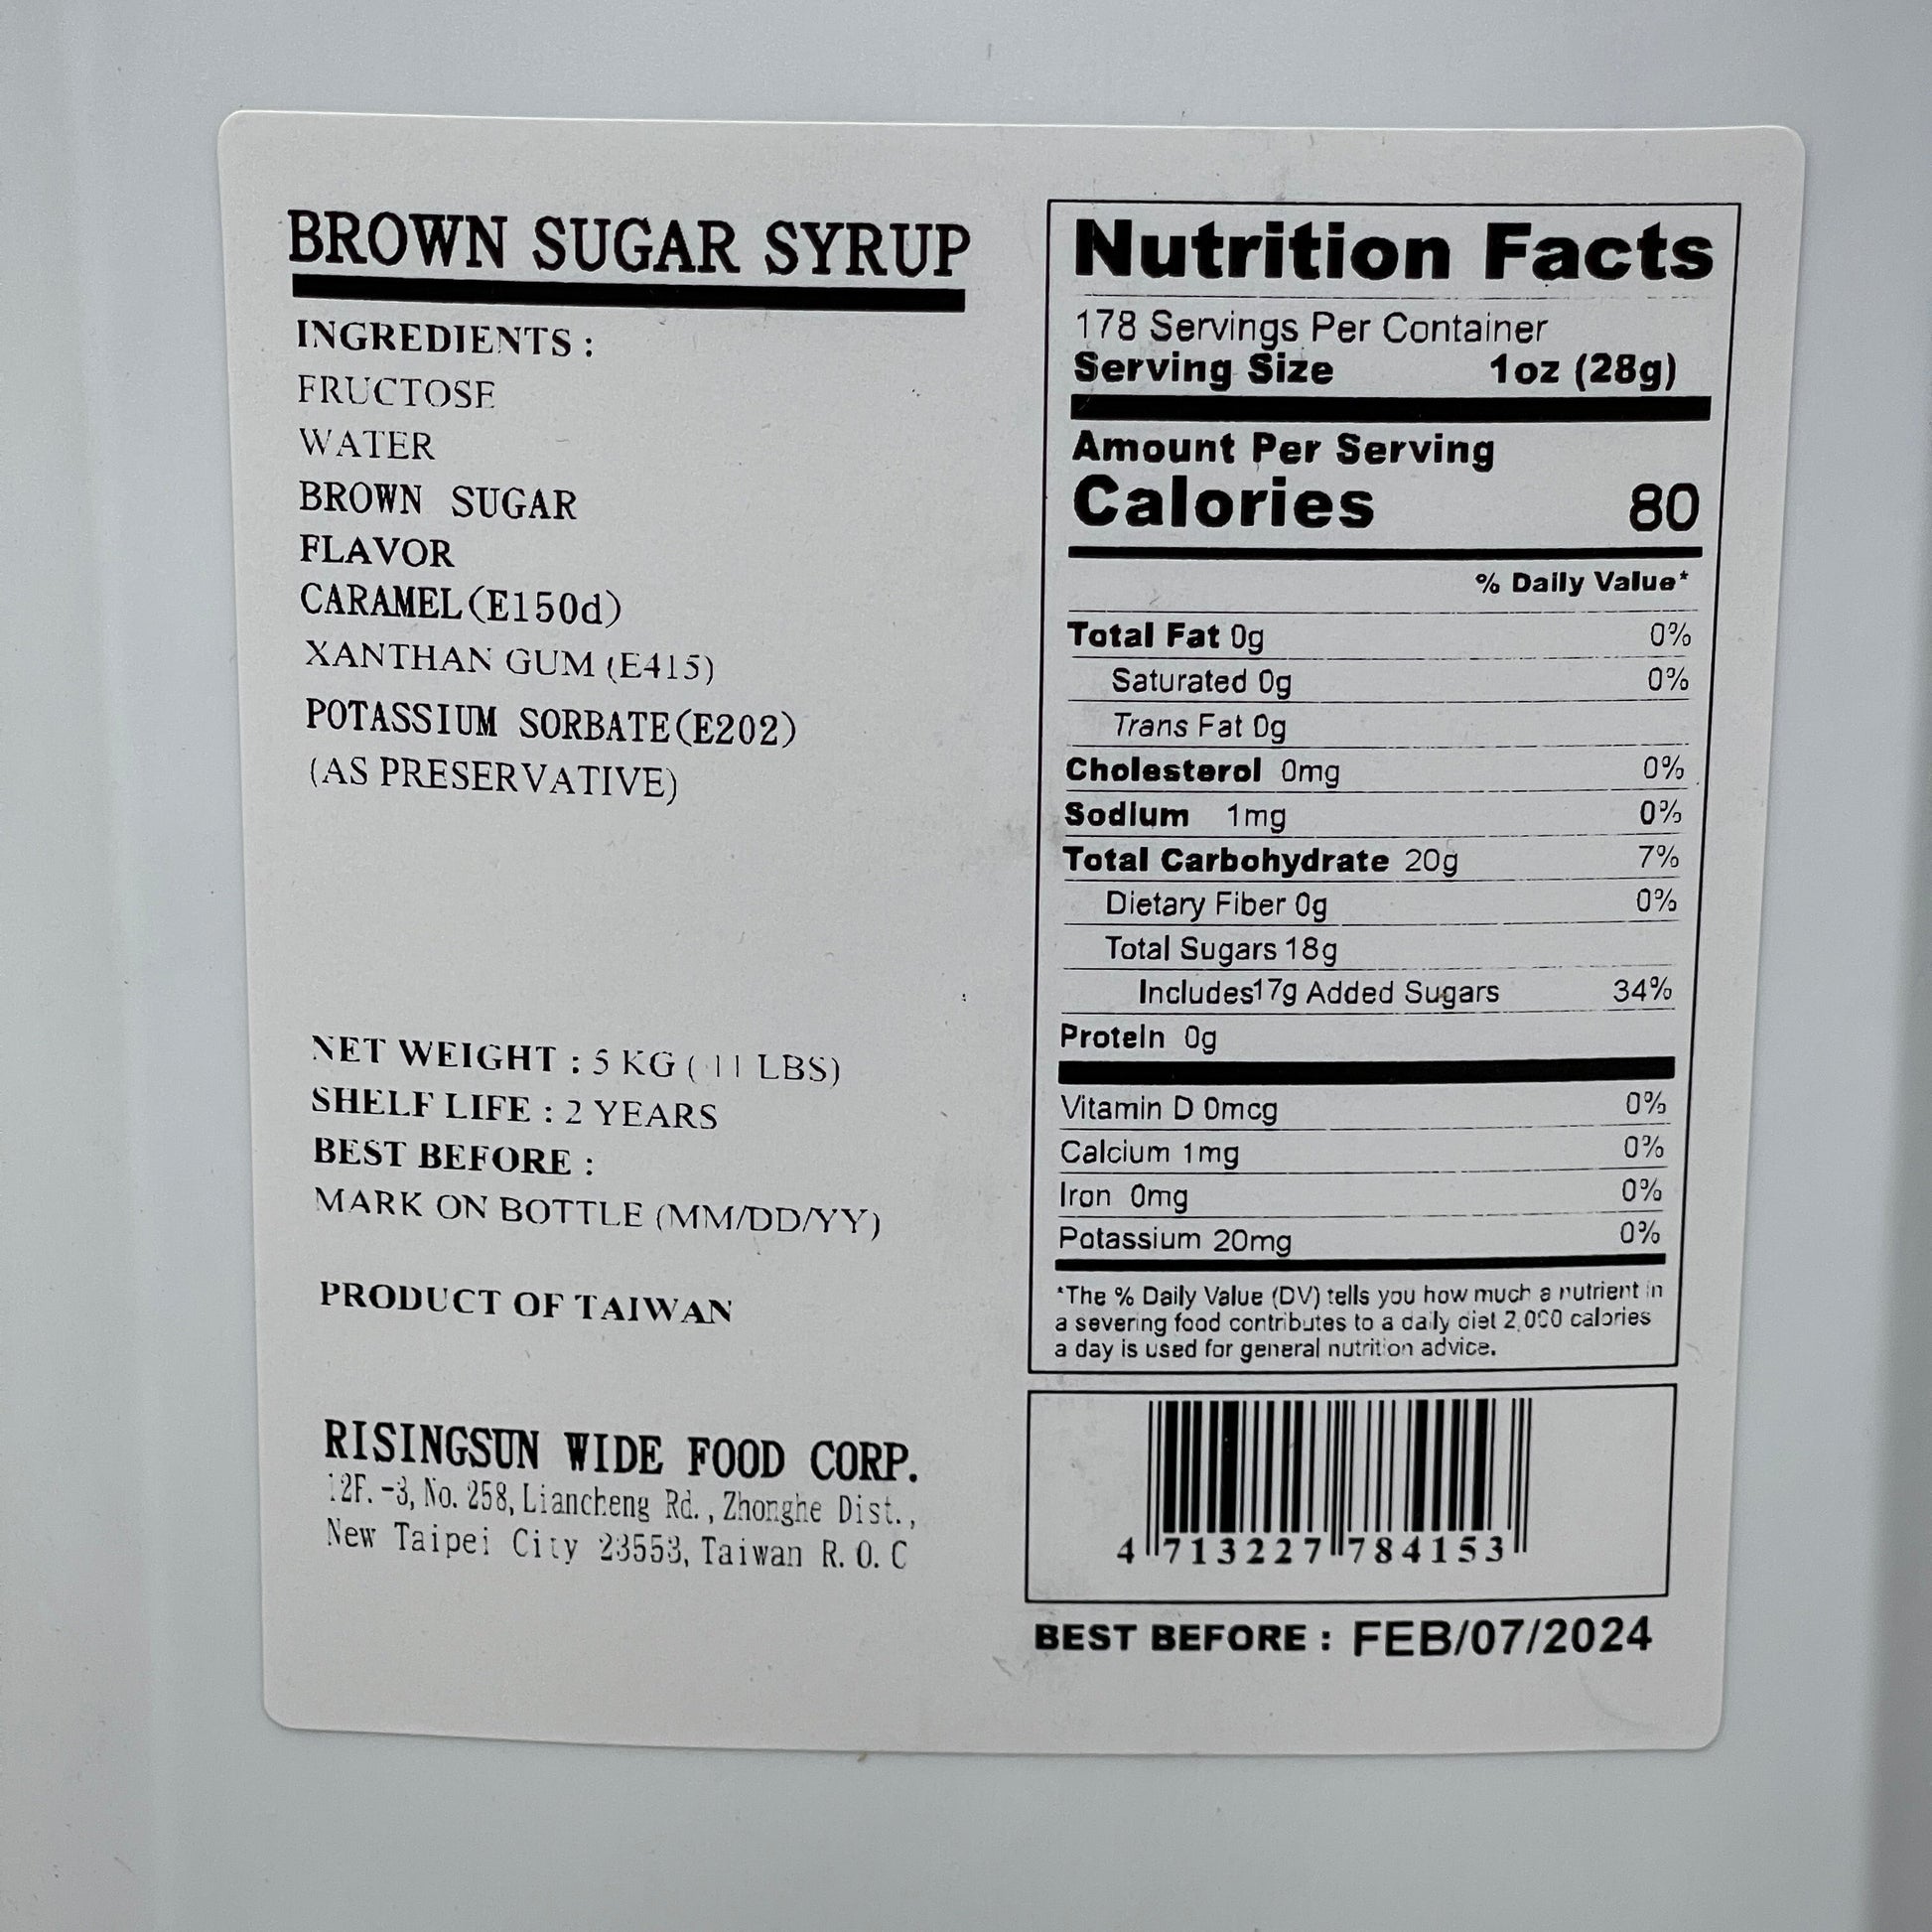 BROWN SUGAR SYRUP
INGREDIENTS :
FRUCTOSE
WATER
BROWN SUGAR
FLAVOR
CARAMEL(E150d)
XANTHAN GUM (E415)
POTASSIUM SORBATE(E202)
(AS PRESERVATIVE)
NET WEIGHT : 5 KG ( 11 LBS)
SHELF LIFE : 2 YEARS
BEST BEFORE :
MARK ON BOTTLE (MM/DD/YY)
PRODUCT OF TAIWAN
RISINGSUN WIDE FOOD CORP.
12F. -3, No. 258, Liancheng Rd., Zhonghe Dist.,
New Taipei City 23553, Taiwan R. O. C
Nutrition Facts
178 Servings Per Container
Serving Size 1oz (28g)
Amount Per Serving
Calories 80
% Daily Value*
Total Fat 0g 0%
Saturated 0g 0%
Trans Fat 0g
Cholesterol 0mg 0%
Sodium 1mg 0%
Total Carbohydrate 20g 7%
Dietary Fiber 0g 0%
Total Sugars 18g
Includes17g Added Sugars 34%
Protein 0g
Vitamin D 0mcg 0%
Calcium 1mg 0%
Iron 0mg 0%
Potassium 20mg 0%
*The % Daily Value (DV) tells you how much a nutrient in
a severing food contributes to a daily diet 2,000 calories
a day is used for general nutrition advice.
4 713227 784153
BEST BEFORE : FEB/07/2024